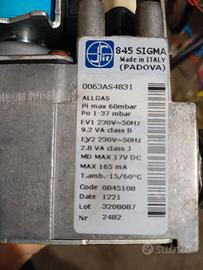 sit
845 SIGMA
Made in ITALY
(PADOVA)
0063AS4831
ALLGAS
Pi max 60mbar
Po 1-37 mbar
EV1 230V~50Hz
9.2 VA class B
EV2 230V~50Hz
2.8 VA class J
MD MAX 17V DC
MAX 165 mA
T.amb.-15/60°C
Code 0845108
Date 1221
Lot 3208087
Nr 2482
subito